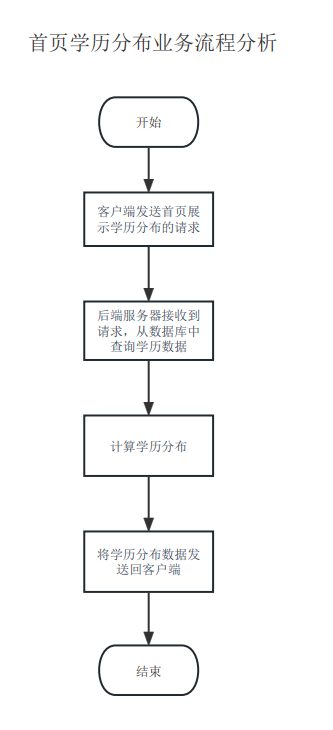 首页学历分布业务流程分析
开始
客户端发送首页展
示学历分布的请求
后端服务器接收到
请求，从数据库中
查询学历数据
计算学历分布
将学历分布数据发
送回客户端
结束